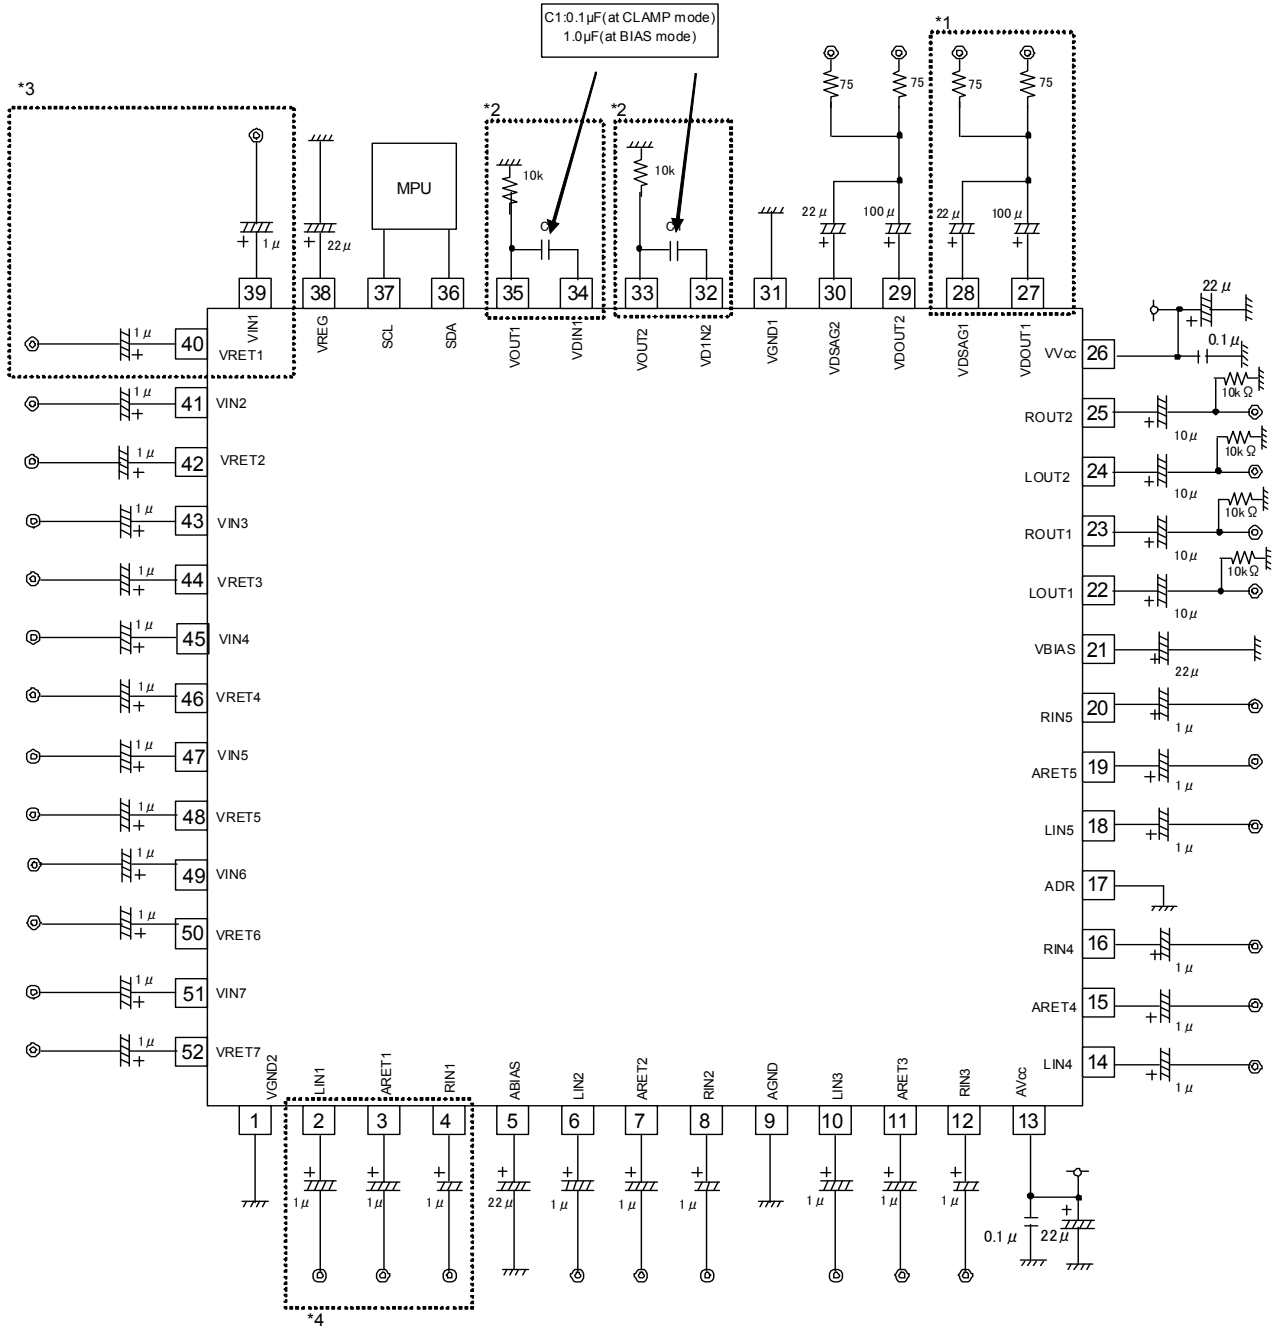 C1:0.1μF(at CLAMP mode)
1.0μF(at BIAS mode)
*1
75
75
75
75
*3
*2
*2
10k
10k
MPU
C
C1
+
1μ
+
22μ
22μ
+
100μ
+
22μ
+
100μ
+
39
38
37
36
35
34
33
32
31
30
29
28
27
VIN1
VREG
SCL
SDA
VOUT1
VDIN1
VOUT2
VD1N2
VGND1
VDSAG2
VDOUT2
VDSAG1
VDOUT1
1μ
+
40
VRET1
1μ
+
41
VIN2
1μ
+
42
VRET2
1μ
+
43
VIN3
1μ
+
44
VRET3
1μ
+
45
VIN4
1μ
+
46
VRET4
1μ
+
47
VIN5
1μ
+
48
VRET5
1μ
+
49
VIN6
1μ
+
50
VRET6
1μ
+
51
VIN7
1μ
+
52
VRET7
22μ
+
0.1μ
VVcc
26
10kΩ
ROUT2
25
+
10μ
10kΩ
LOUT2
24
+
10μ
10kΩ
ROUT1
23
+
10μ
10kΩ
LOUT1
22
+
10μ
VBIAS
21
+
22μ
RIN5
20
+
1μ
ARET5
19
+
1μ
LIN5
18
+
1μ
ADR
17
RIN4
16
+
1μ
ARET4
15
+
1μ
LIN4
14
+
1μ
VGND2
LIN1
ARET1
RIN1
ABIAS
LIN2
ARET2
RIN2
AGND
LIN3
ARET3
RIN3
AVcc
1
2
3
4
5
6
7
8
9
10
11
12
13
+
1μ
+
1μ
+
1μ
+
22μ
+
1μ
+
1μ
+
1μ
+
1μ
+
1μ
+
1μ
0.1μ
+
22μ
*4